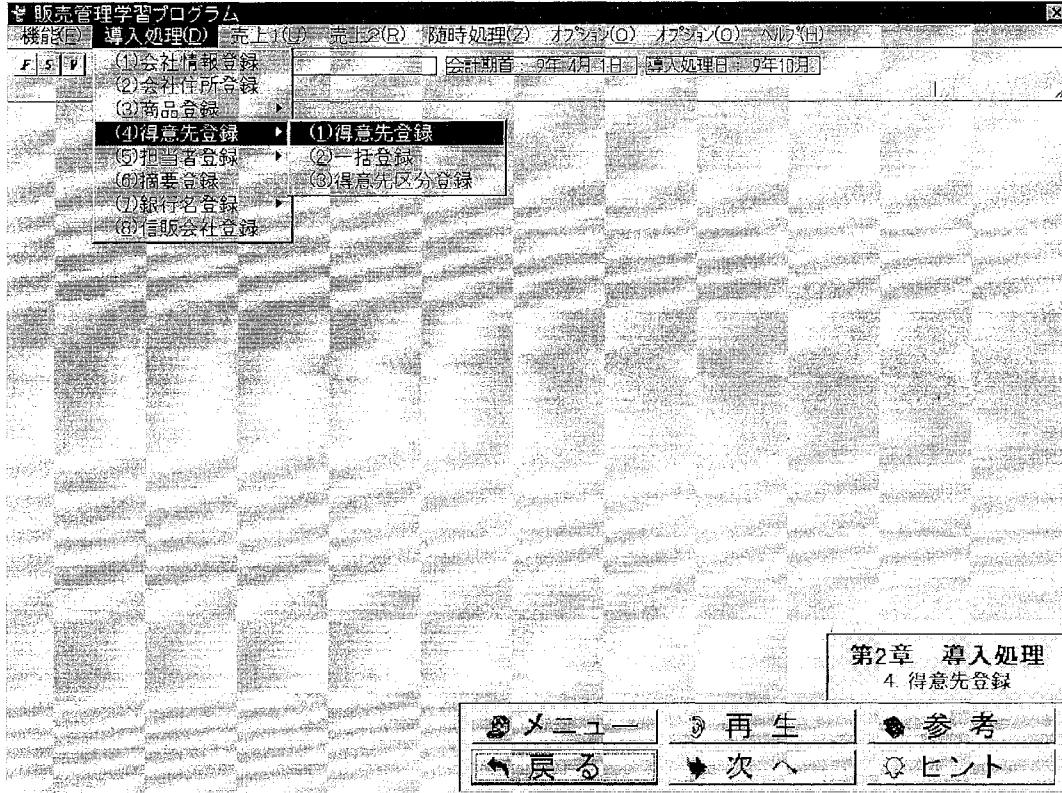 販売管理学習プログラム
機能(E) 導入処理(D) 売上1(U) 売上2(R) 随時処理(Z) オプション(O) オプション(O) ヘルプ(H)
F S V 会計期首: 9年 4月 1日 導入処理日: 9年10月
(1)会社情報登録
(2)会社住所登録
(3)商品登録
(4)得意先登録
(5)担当者登録
(6)摘要登録
(7)銀行名登録
(8)信販会社登録
(1)得意先登録
(2)一括登録
(3)得意先区分登録
第2章 導入処理
4. 得意先登録
メニュー 再生 参考
戻る 次へ ヒント